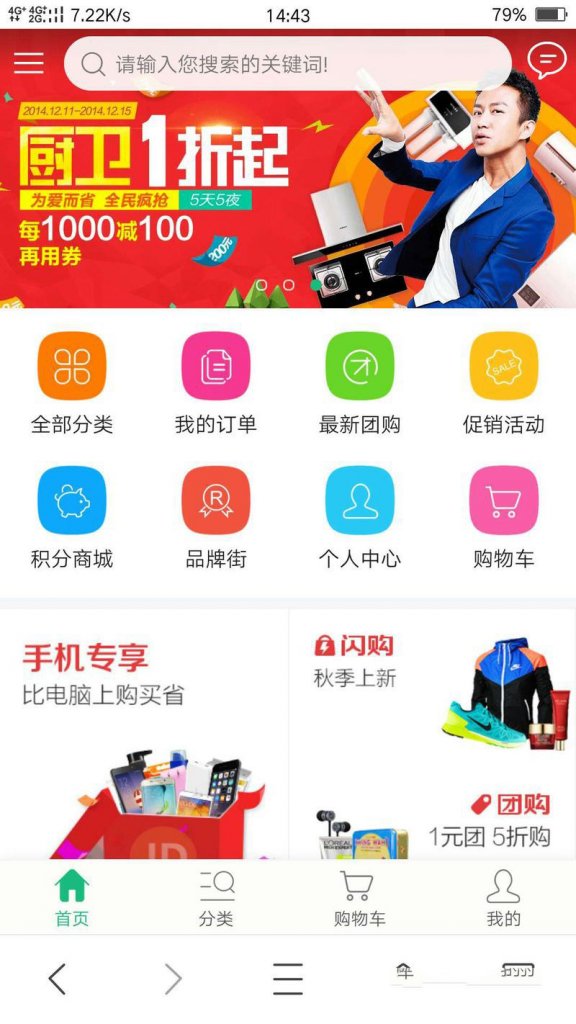 4G+ 4G+ 2G 7.22K/s 14:43 79%
请输入您搜索的关键词!
2014.12.11-2014.12.15
厨卫1折起
为爱而省 全民疯抢 5天5夜
每1000减100
再用券
200元
SALE
全部分类 我的订单 最新团购 促销活动
R
积分商城 品牌街 个人中心 购物车
手机专享
比电脑上购买省
闪购
秋季上新
团购
1元团 5折购
L'OREAL
JD
首页 分类 购物车 我的